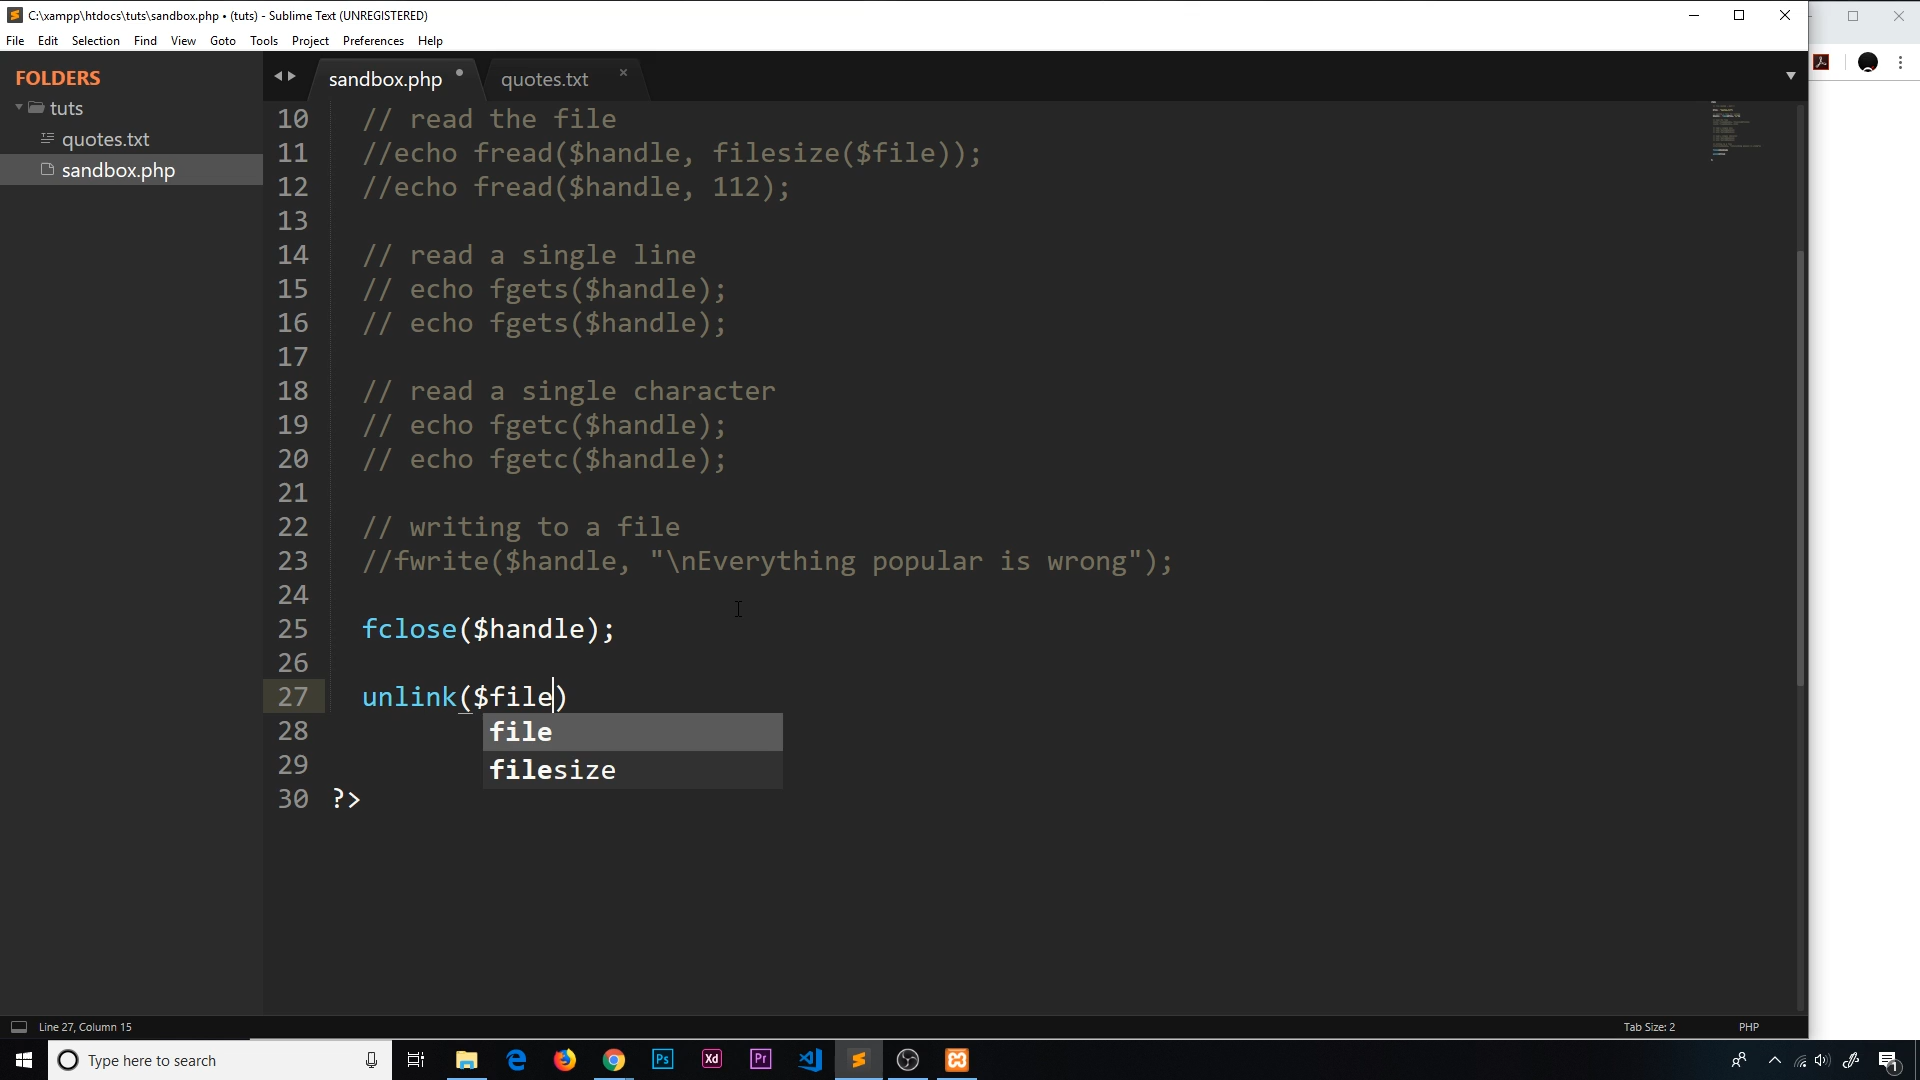 C:\xampp\htdocs\tuts\sandbox.php • (tuts) - Sublime Text (UNREGISTERED)
File Edit Selection Find View Goto Tools Project Preferences Help
FOLDERS
tuts
quotes.txt
sandbox.php
sandbox.php quotes.txt
10 // read the file
11 //echo fread($handle, filesize($file));
12 //echo fread($handle, 112);
13
14 // read a single line
15 // echo fgets($handle);
16 // echo fgets($handle);
17
18 // read a single character
19 // echo fgetc($handle);
20 // echo fgetc($handle);
21
22 // writing to a file
23 //fwrite($handle, "\nEverything popular is wrong");
24
25 fclose($handle);
26
27 unlink($file)
28 file
29 filesize
30 ?>
Line 27, Column 15 Tab Size: 2 PHP
Type here to search Ps Xd Pr 1